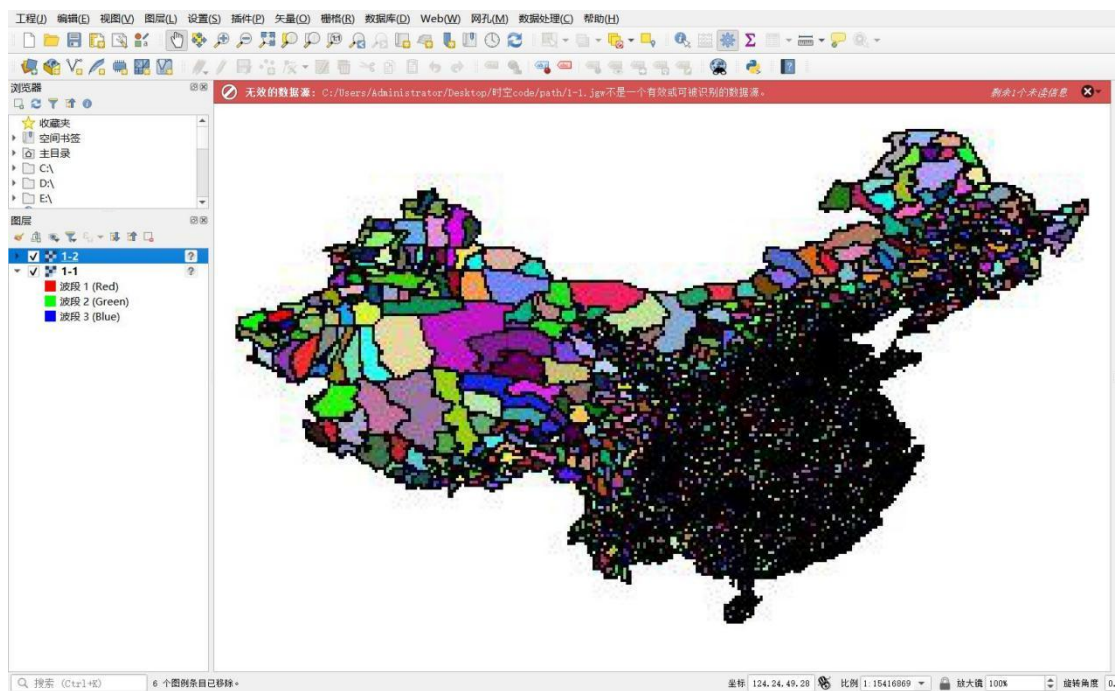 工程(J) 编辑(E) 视图(V) 图层(L) 设置(S) 插件(P) 矢量(O) 栅格(R) 数据库(D) Web(W) 网孔(M) 数据处理(C) 帮助(H)
浏览器
无效的数据源: C:/Users/Administrator/Desktop/时空code/path/1-1.jgw不是一个有效或可被识别的数据源。 剩余1个未读信息
收藏夹
空间书签
主目录
C:\
D:\
E:\
图层
1-2
1-1
波段 1 (Red)
波段 2 (Green)
波段 3 (Blue)
搜索 (Ctrl+K) 6 个图例条目已移除。 坐标 124.24,49.28 比例 1:15416869 放大镜 100% 旋转角度 0.